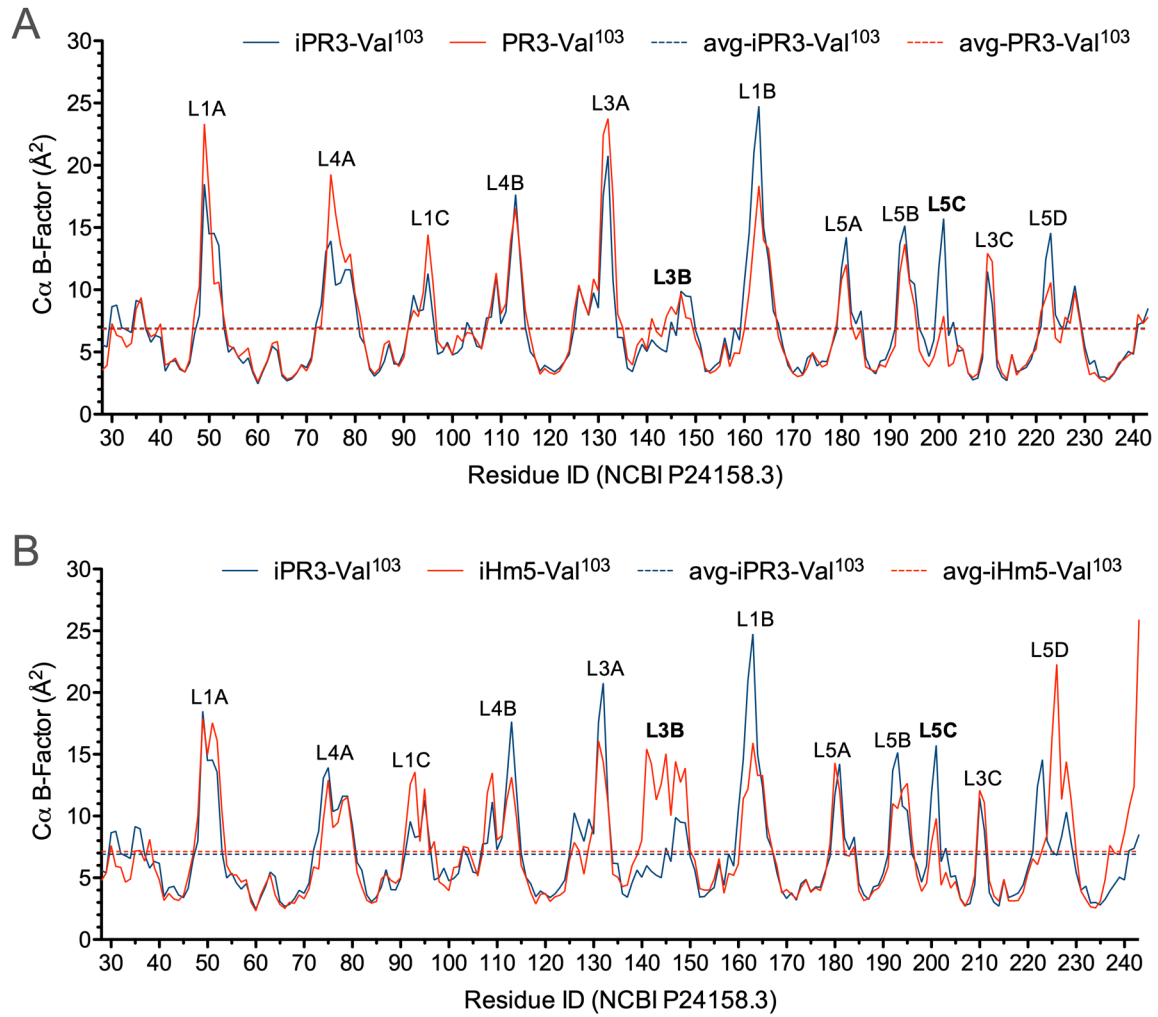 A
iPR3-Val103 PR3-Val103 avg-iPR3-Val103 avg-PR3-Val103
30
25
20
15
10
5
0
Cα B-Factor (Å2)
L1A
L4A
L1C
L4B
L3A
L3B
L1B
L5A
L5B
L5C
L3C
L5D
30 40 50 60 70 80 90 100 110 120 130 140 150 160 170 180 190 200 210 220 230 240
Residue ID (NCBI P24158.3)
B
iPR3-Val103 iHm5-Val103 avg-iPR3-Val103 avg-iHm5-Val103
30
25
20
15
10
5
0
Cα B-Factor (Å2)
L1A
L4A
L1C
L4B
L3A
L3B
L1B
L5A
L5B
L5C
L3C
L5D
30 40 50 60 70 80 90 100 110 120 130 140 150 160 170 180 190 200 210 220 230 240
Residue ID (NCBI P24158.3)